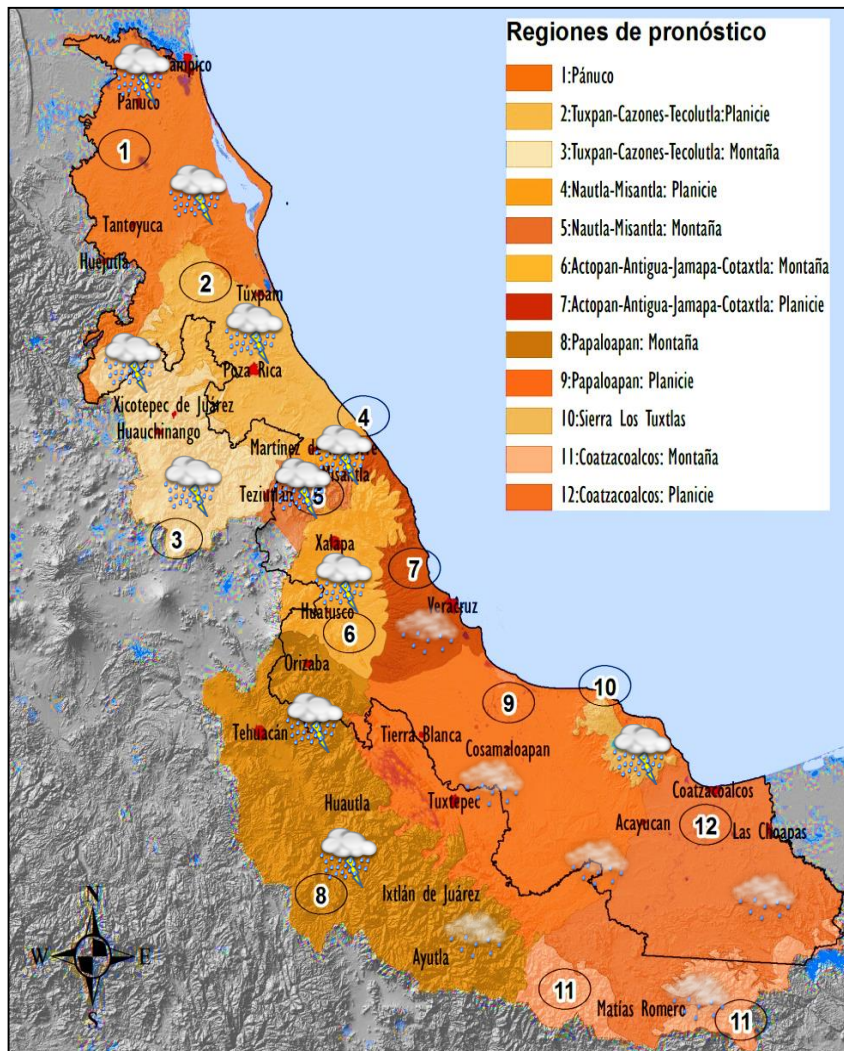 Regiones de pronóstico
1:Pánuco
2:Tuxpan-Cazones-Tecolutla:Planicie
3:Tuxpan-Cazones-Tecolutla: Montaña
4:Nautla-Misantla: Planicie
5:Nautla-Misantla: Montaña
6:Actopan-Antigua-Jamapa-Cotaxtla: Montaña
7:Actopan-Antigua-Jamapa-Cotaxtla: Planicie
8:Papaloapan: Montaña
9:Papaloapan: Planicie
10:Sierra Los Tuxtlas
11:Coatzacoalcos: Montaña
12:Coatzacoalcos: Planicie
Pánuco
1
Tantoyuca
Huejutla
2
Túxpam
Poza Rica
Xicotepec de Juárez
Huauchinango
4
Martínez de
Teziutlán
5
3
Xalapa
7
Veracruz
Huatusco
6
Orizaba
10
9
Tehuacán
Tierra Blanca
Cosamaloapan
Huautla
Tuxtepec
Coatzacoalcos
Acayucan
12
Las Choapas
8
Ixtlán de Juárez
Ayutla
11
Matías Romero
11
N
W
E
S